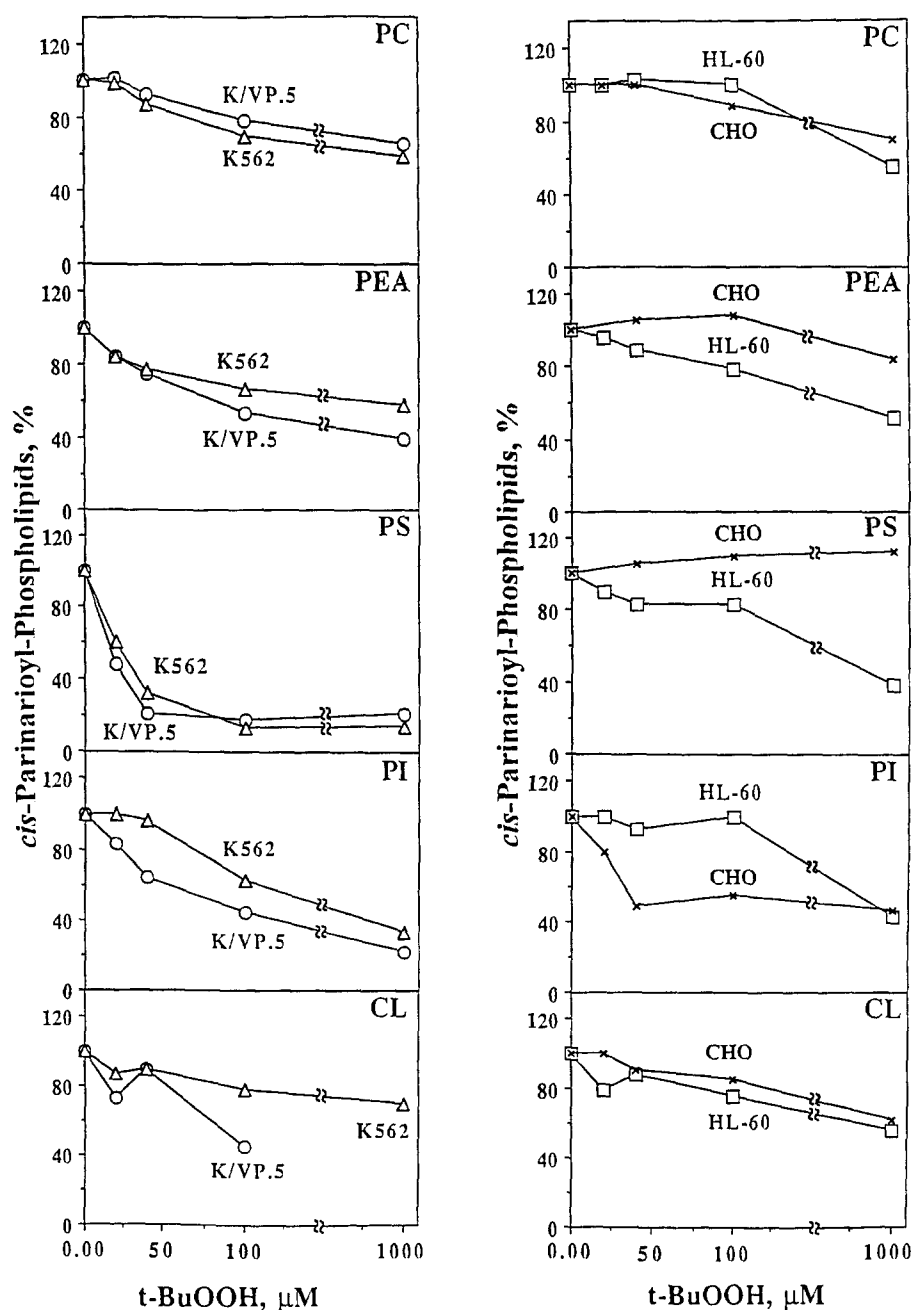 cis-Parinarioyl-Phospholipids, %
PC
120
80
40
0
K/VP.5
K562
PEA
120
80
40
0
K562
K/VP.5
PS
120
80
40
0
K562
K/VP.5
PI
120
80
40
0
K562
K/VP.5
CL
120
80
40
0
K562
K/VP.5
0.00 50 100 1000
t-BuOOH, μM
cis-Parinarioyl-Phospholipids, %
PC
120
80
40
0
HL-60
CHO
PEA
120
80
40
0
CHO
HL-60
PS
120
80
40
0
CHO
HL-60
PI
120
80
40
0
HL-60
CHO
CL
120
80
40
0
CHO
HL-60
0.00 50 100 1000
t-BuOOH, μM